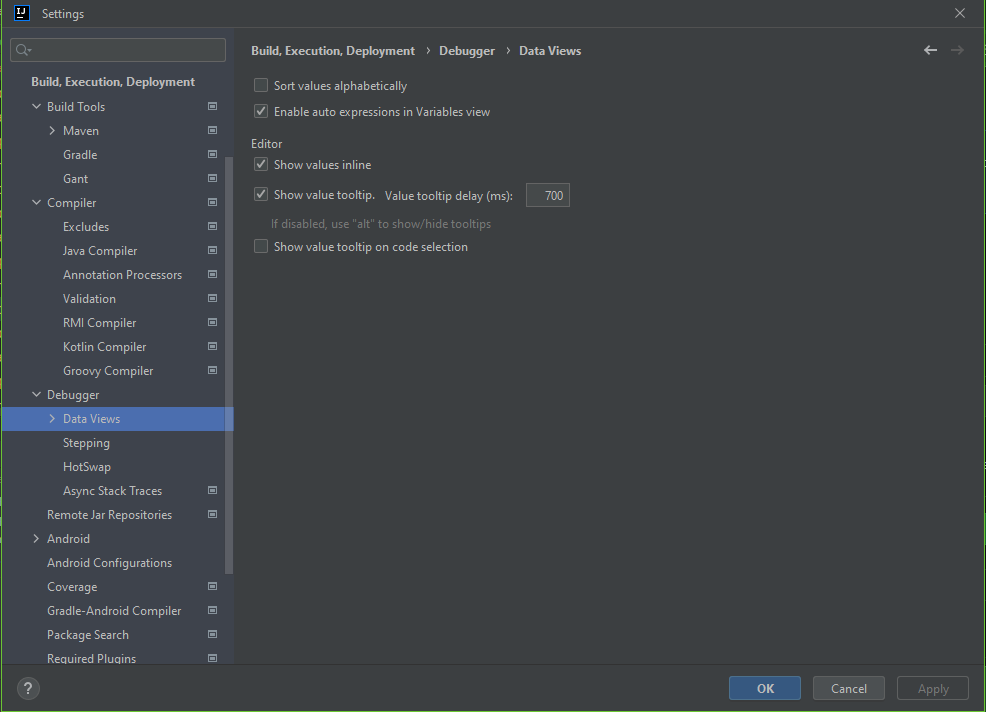 IJ
Settings
Build, Execution, Deployment
Build Tools
Maven
Gradle
Gant
Compiler
Excludes
Java Compiler
Annotation Processors
Validation
RMI Compiler
Kotlin Compiler
Groovy Compiler
Debugger
Data Views
Stepping
HotSwap
Async Stack Traces
Remote Jar Repositories
Android
Android Configurations
Coverage
Gradle-Android Compiler
Package Search
Required Plugins
Build, Execution, Deployment › Debugger › Data Views
Sort values alphabetically
Enable auto expressions in Variables view
Editor
Show values inline
Show value tooltip. Value tooltip delay (ms): 700
If disabled, use "alt" to show/hide tooltips
Show value tooltip on code selection
? OK Cancel Apply